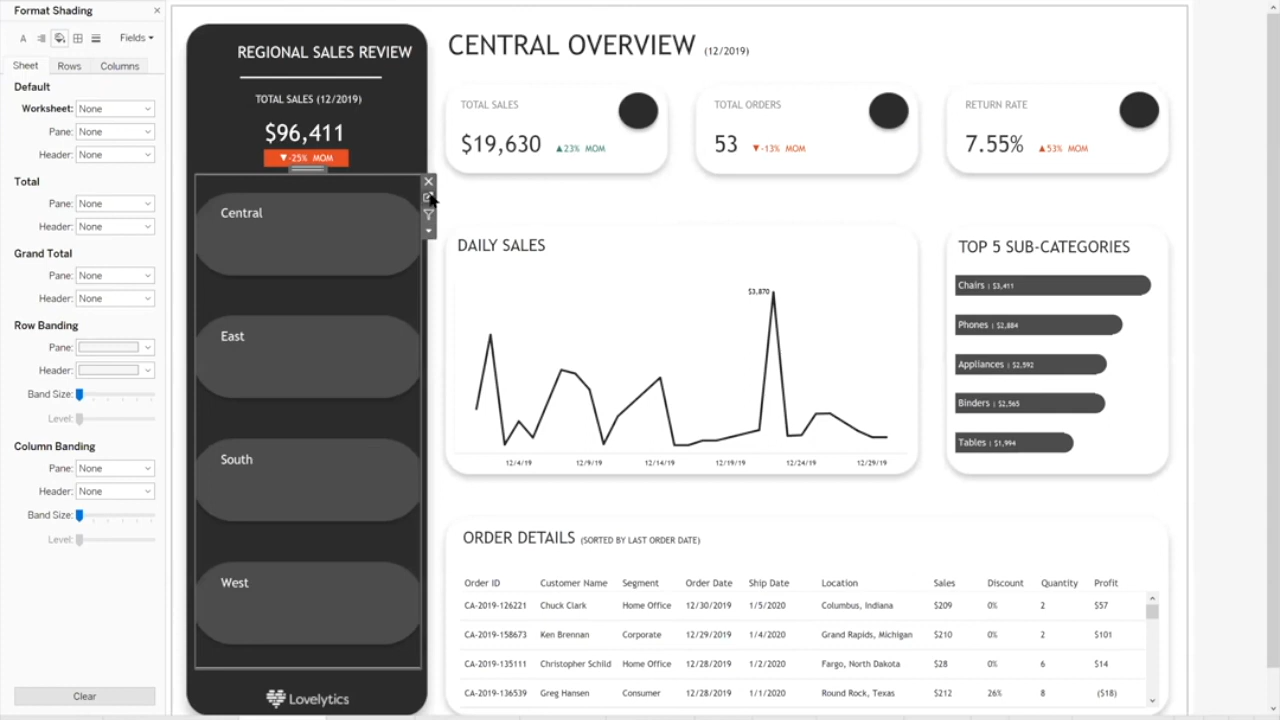 Format Shading
A
Fields
Sheet Rows Columns
Default
Worksheet: None
Pane: None
Header: None
Total
Pane: None
Header: None
Grand Total
Pane: None
Header: None
Row Banding
Pane:
Header:
Band Size:
Level:
Column Banding
Pane: None
Header: None
Band Size:
Level:
Clear
REGIONAL SALES REVIEW
TOTAL SALES (12/2019)
$96,411
▼-25% MOM
Central
East
South
West
Lovelytics
CENTRAL OVERVIEW (12/2019)
TOTAL SALES
$19,630 ▲23% MOM
TOTAL ORDERS
53 ▼-13% MOM
RETURN RATE
7.55% ▲53% MOM
DAILY SALES
$3,870
12/4/19 12/9/19 12/14/19 12/19/19 12/24/19 12/29/19
TOP 5 SUB-CATEGORIES
Chairs | $3,411
Phones | $2,884
Appliances | $2,592
Binders | $2,565
Tables | $1,994
ORDER DETAILS (SORTED BY LAST ORDER DATE)
Order ID Customer Name Segment Order Date Ship Date Location Sales Discount Quantity Profit
CA-2019-126221 Chuck Clark Home Office 12/30/2019 1/5/2020 Columbus, Indiana $209 0% 2 $57
CA-2019-158673 Ken Brennan Corporate 12/29/2019 1/4/2020 Grand Rapids, Michigan $210 0% 2 $101
CA-2019-135111 Christopher Schild Home Office 12/28/2019 1/2/2020 Fargo, North Dakota $28 0% 6 $14
CA-2019-136539 Greg Hansen Consumer 12/28/2019 1/1/2020 Round Rock, Texas $212 26% 8 ($18)